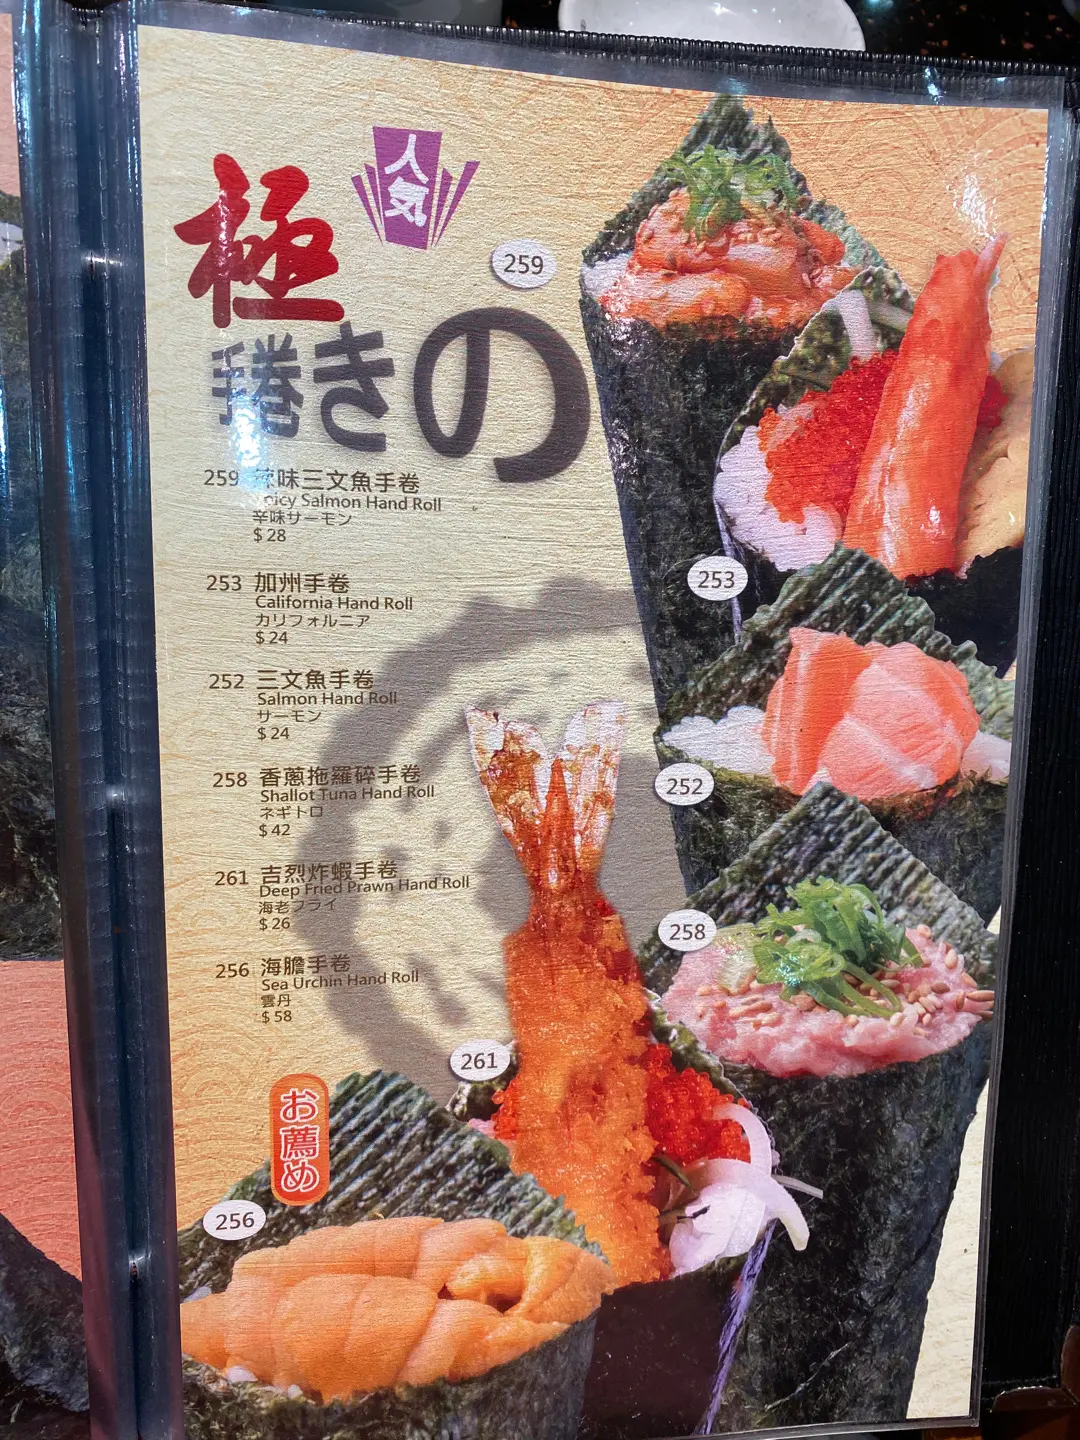 人気
極
の
手巻き
259 辣味三文魚手卷
Spicy Salmon Hand Roll
辛味サーモン
$ 28
253 加州手卷
California Hand Roll
カリフォルニア
$ 24
252 三文魚手卷
Salmon Hand Roll
サーモン
$ 24
258 香蔥拖羅碎手卷
Shallot Tuna Hand Roll
ネギトロ
$ 42
261 吉烈炸蝦手卷
Deep Fried Prawn Hand Roll
海老フライ
$ 26
256 海膽手卷
Sea Urchin Hand Roll
雲丹
$ 58
お薦め
259
253
252
258
261
256